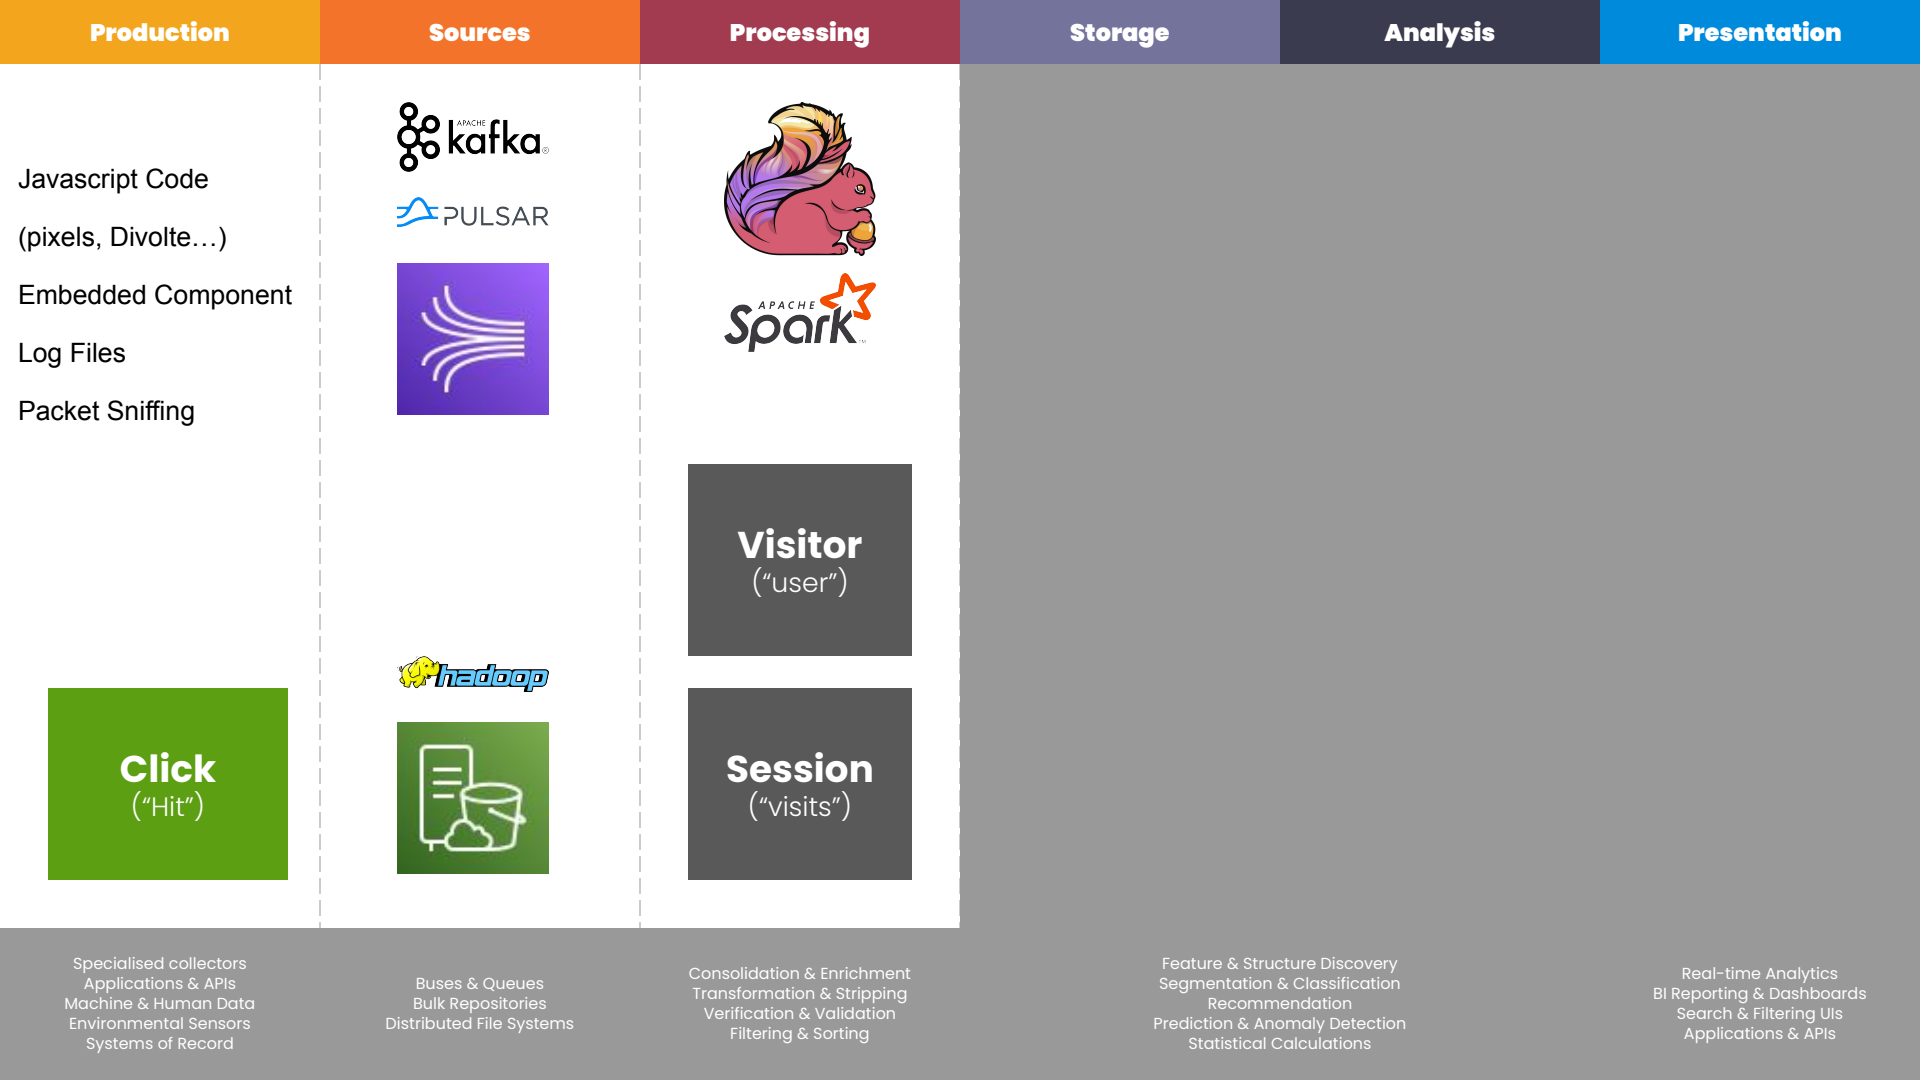 Production
Sources
Processing
Storage
Analysis
Presentation
Javascript Code
(pixels, Divolte…)
Embedded Component
Log Files
Packet Sniffing
Click
(“Hit”)
APACHE
kafka®
PULSAR
hadoop
APACHE
Spark™
Visitor
(“user”)
Session
(“visits”)
Specialised collectors
Applications & APIs
Machine & Human Data
Environmental Sensors
Systems of Record
Buses & Queues
Bulk Repositories
Distributed File Systems
Consolidation & Enrichment
Transformation & Stripping
Verification & Validation
Filtering & Sorting
Feature & Structure Discovery
Segmentation & Classification
Recommendation
Prediction & Anomaly Detection
Statistical Calculations
Real-time Analytics
BI Reporting & Dashboards
Search & Filtering UIs
Applications & APIs